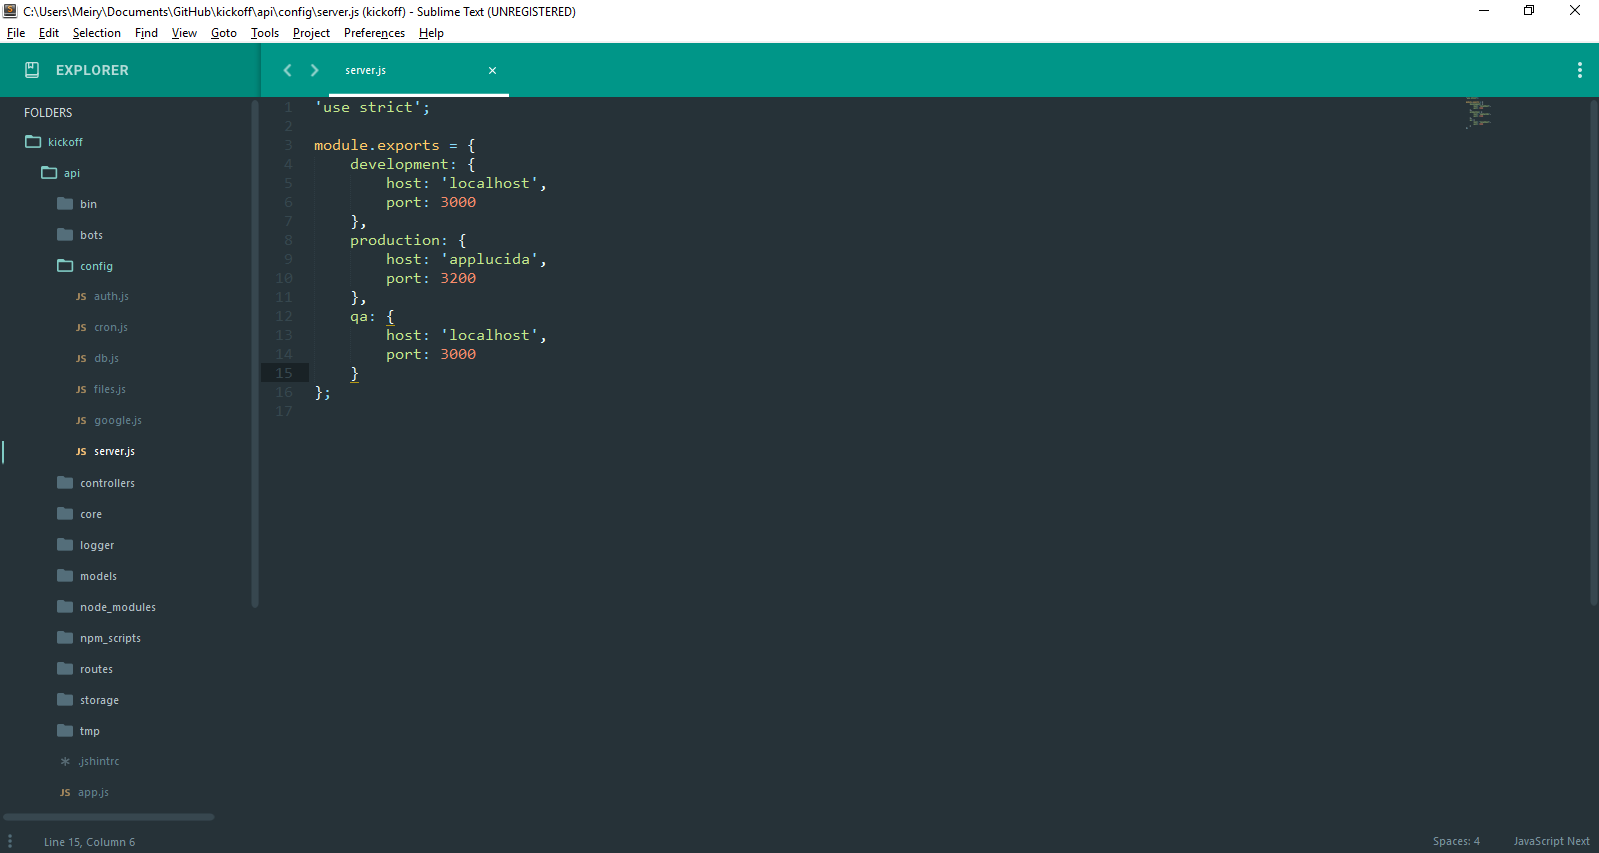 C:\Users\Meiry\Documents\GitHub\kickoff\api\config\server.js (kickoff) - Sublime Text (UNREGISTERED)
File Edit Selection Find View Goto Tools Project Preferences Help
EXPLORER
server.js
FOLDERS
kickoff
api
bin
bots
config
JS auth.js
JS cron.js
JS db.js
JS files.js
JS google.js
JS server.js
controllers
core
logger
models
node_modules
npm_scripts
routes
storage
tmp
.jshintrc
JS app.js
1 'use strict';
2
3 module.exports = {
4     development: {
5         host: 'localhost',
6         port: 3000
7     },
8     production: {
9         host: 'applucida',
10         port: 3200
11     },
12     qa: {
13         host: 'localhost',
14         port: 3000
15     }
16 };
17
Line 15, Column 6
Spaces: 4
JavaScript Next